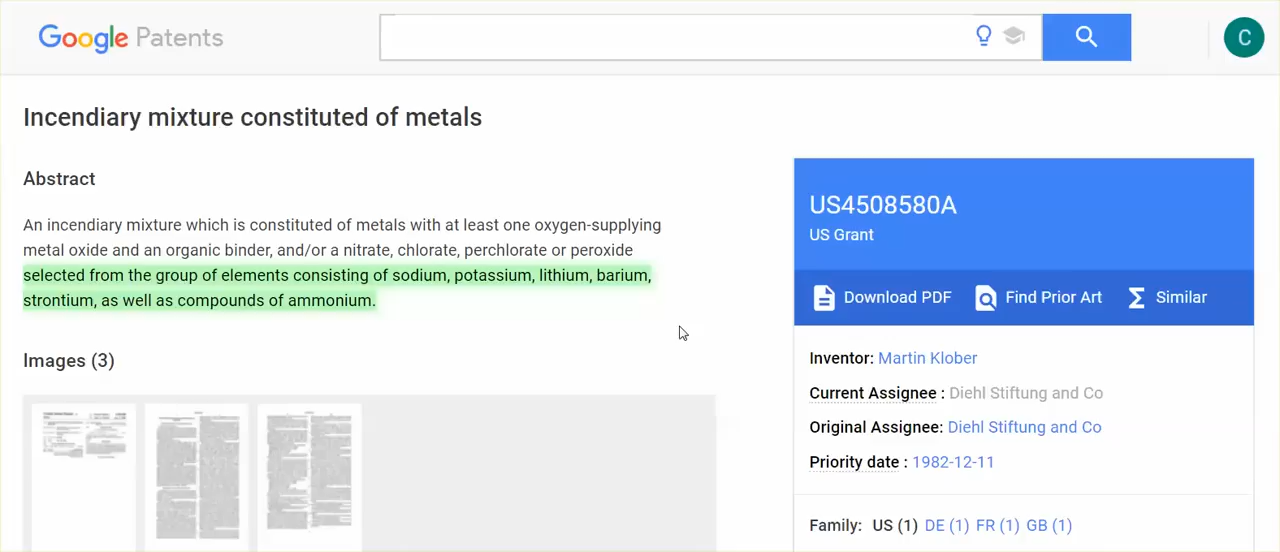 Google Patents
C
Incendiary mixture constituted of metals
Abstract
An incendiary mixture which is constituted of metals with at least one oxygen-supplying
metal oxide and an organic binder, and/or a nitrate, chlorate, perchlorate or peroxide
selected from the group of elements consisting of sodium, potassium, lithium, barium,
strontium, as well as compounds of ammonium.
Images (3)
US4508580A
US Grant
Download PDF Find Prior Art Similar
Inventor: Martin Klober
Current Assignee : Diehl Stiftung and Co
Original Assignee: Diehl Stiftung and Co
Priority date : 1982-12-11
Family: US (1) DE (1) FR (1) GB (1)